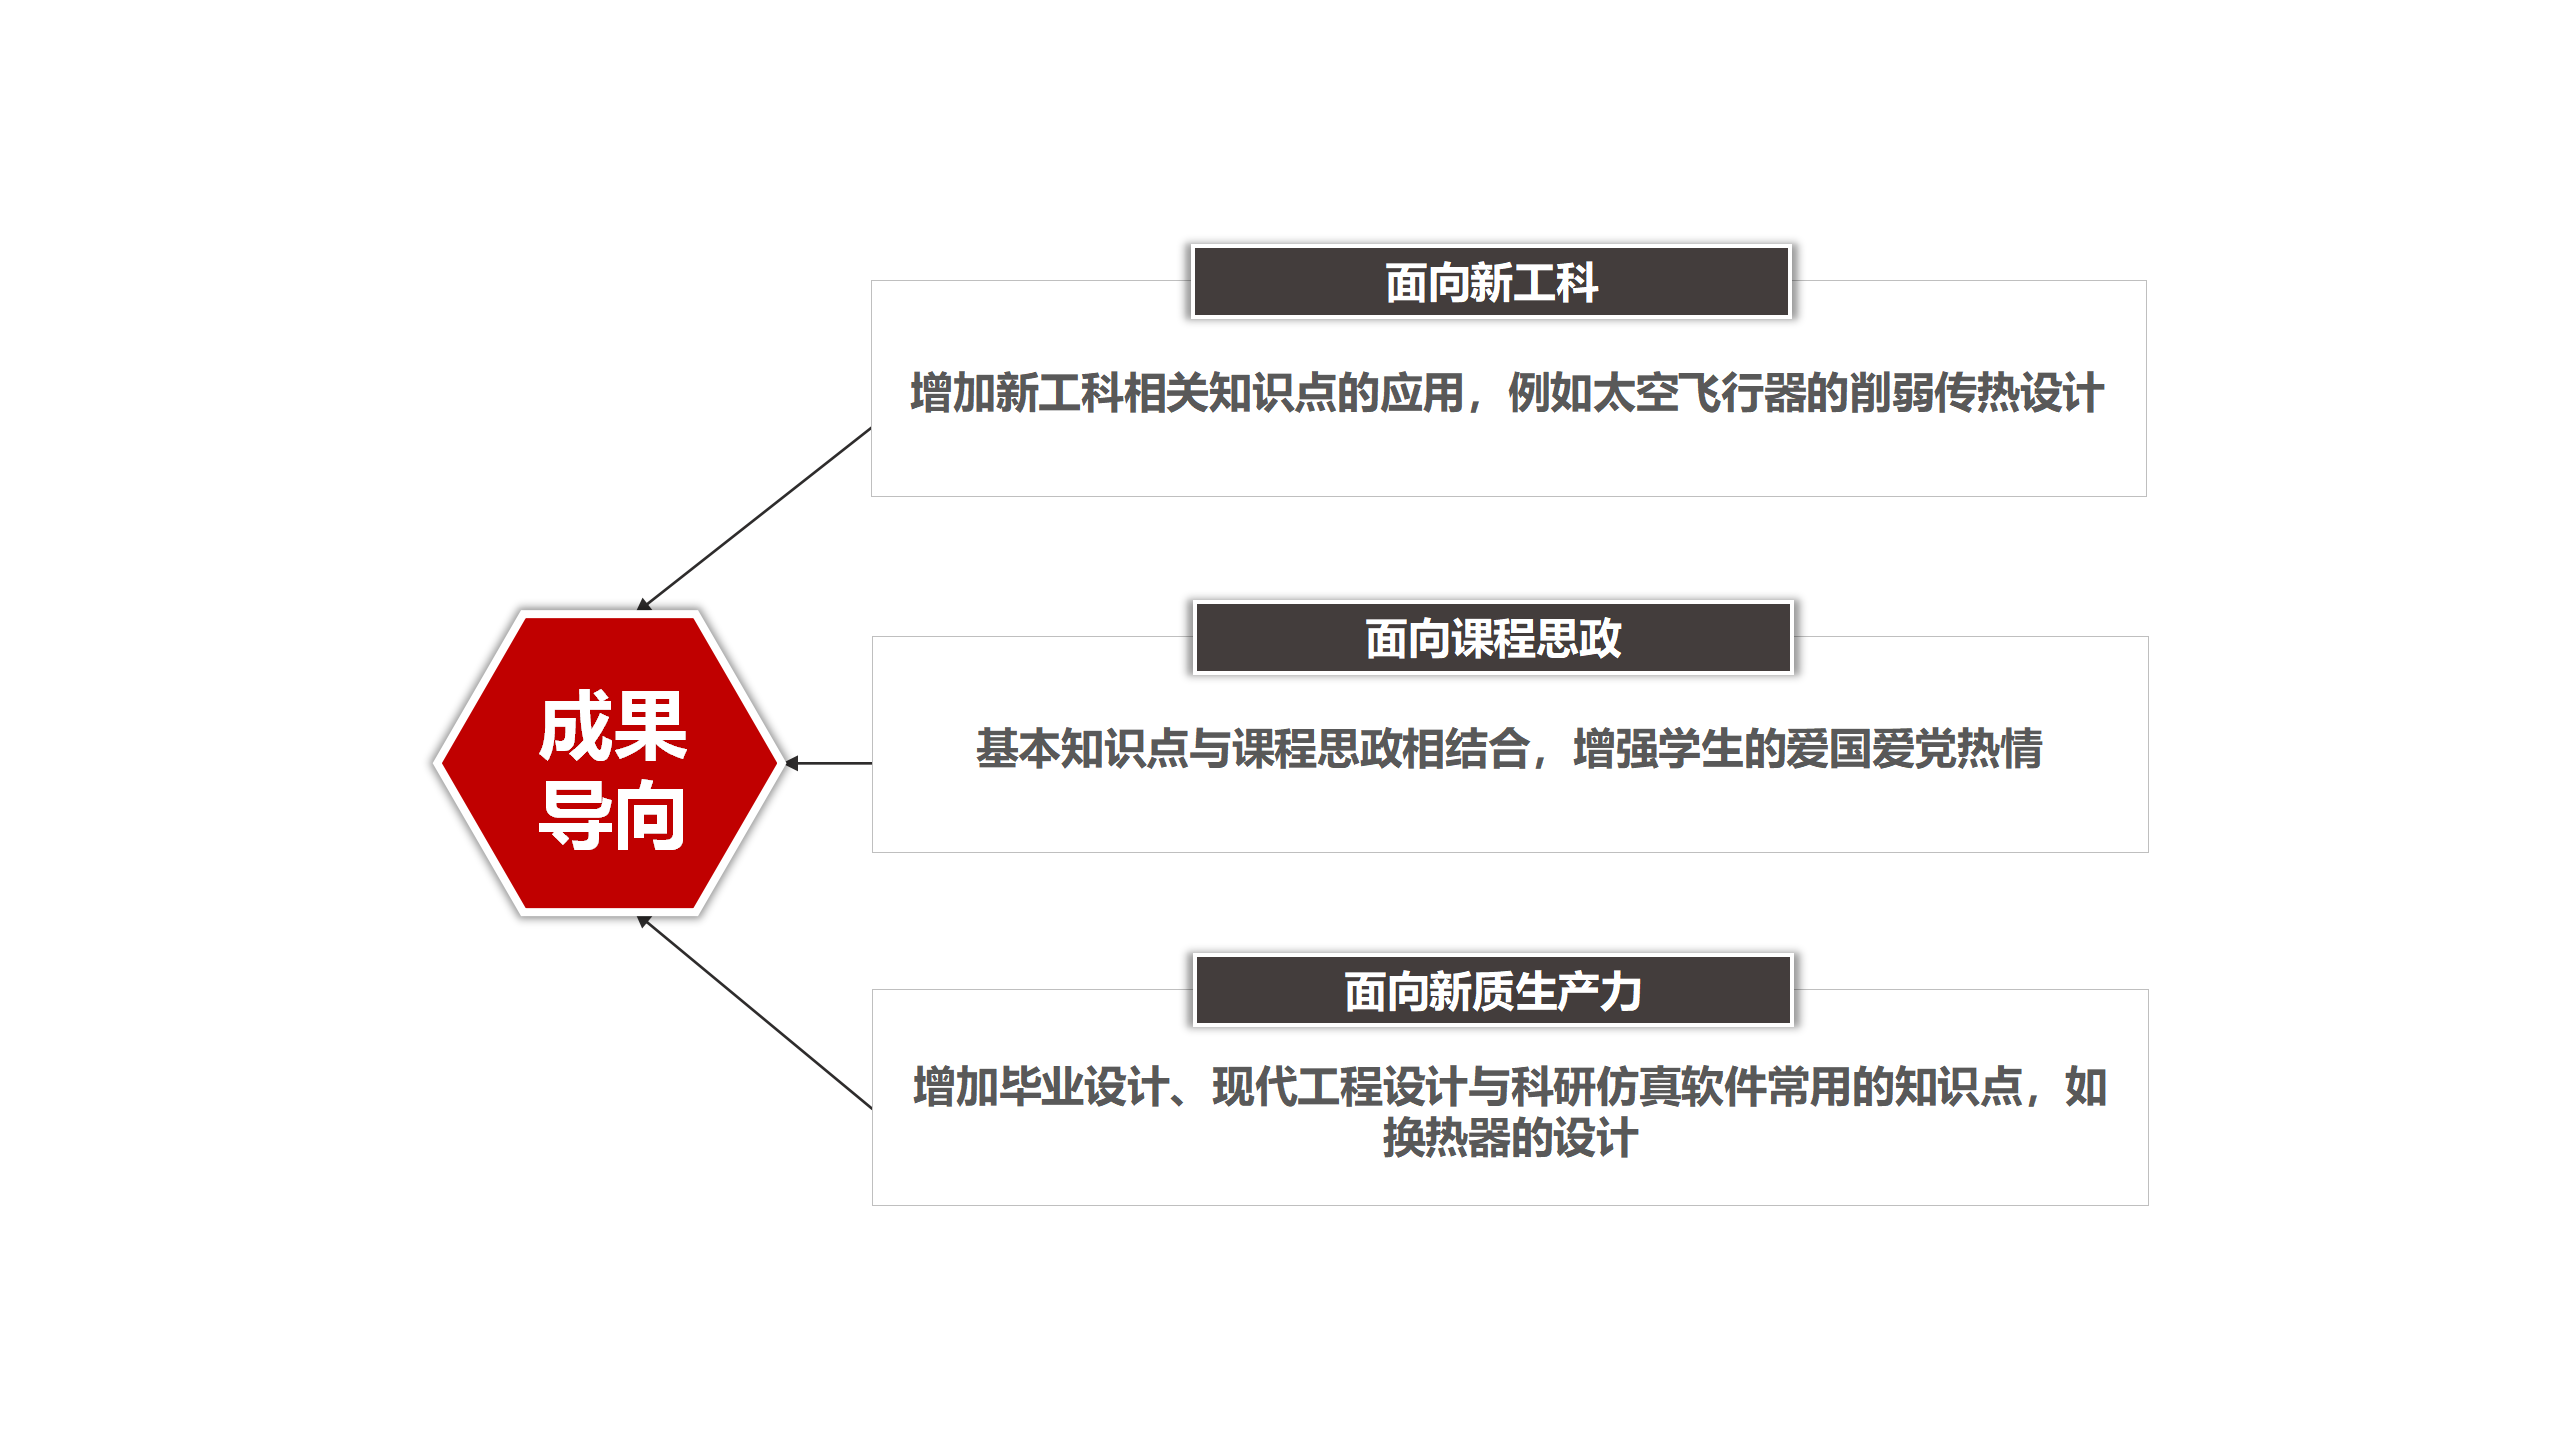 面向新工科
增加新工科相关知识点的应用，例如太空飞行器的削弱传热设计
成果
导向
面向课程思政
基本知识点与课程思政相结合，增强学生的爱国爱党热情
面向新质生产力
增加毕业设计、现代工程设计与科研仿真软件常用的知识点，如
换热器的设计